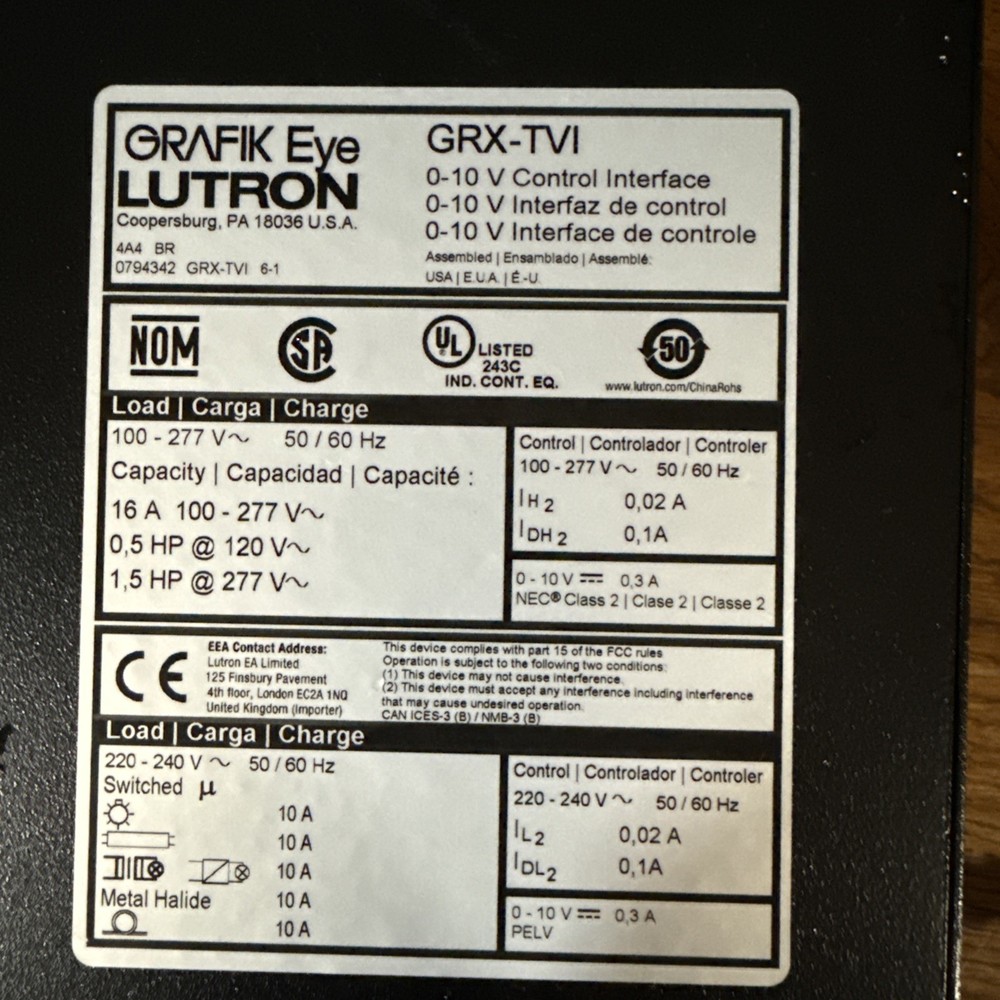 GRAFIK Eye
LUTRON
Coopersburg, PA 18036 U.S.A.
4A4 BR
0794342 GRX-TVI 6-1
GRX-TVI
0-10 V Control Interface
0-10 V Interfaz de control
0-10 V Interface de controle
Assembled | Ensamblado | Assemblé:
USA | E.U.A. | É.-U.
NOM
SA
UL LISTED
243C
IND. CONT. EQ.
50
www.lutron.com/ChinaRohs
Load | Carga | Charge
100 - 277 V~ 50 / 60 Hz
Capacity | Capacidad | Capacité :
16 A 100 - 277 V~
0,5 HP @ 120 V~
1,5 HP @ 277 V~
Control | Controlador | Controler
100 - 277 V~ 50 / 60 Hz
IH2 0,02 A
IDH2 0,1A
0 - 10 V ⎓ 0,3 A
NEC® Class 2 | Clase 2 | Classe 2
CE
EEA Contact Address:
Lutron EA Limited
125 Finsbury Pavement
4th floor, London EC2A 1NQ
United Kingdom (Importer)
This device complies with part 15 of the FCC rules
Operation is subject to the following two conditions:
(1) This device may not cause interference.
(2) This device must accept any interference including interference
that may cause undesired operation.
CAN ICES-3 (B) / NMB-3 (B)
Load | Carga | Charge
220 - 240 V ~ 50 / 60 Hz
Switched µ
10 A
10 A
10 A
Metal Halide 10 A
10 A
Control | Controlador | Controler
220 - 240 V ~ 50 / 60 Hz
IL2 0,02 A
IDL2 0,1A
0 - 10 V ⎓ 0,3 A
PELV